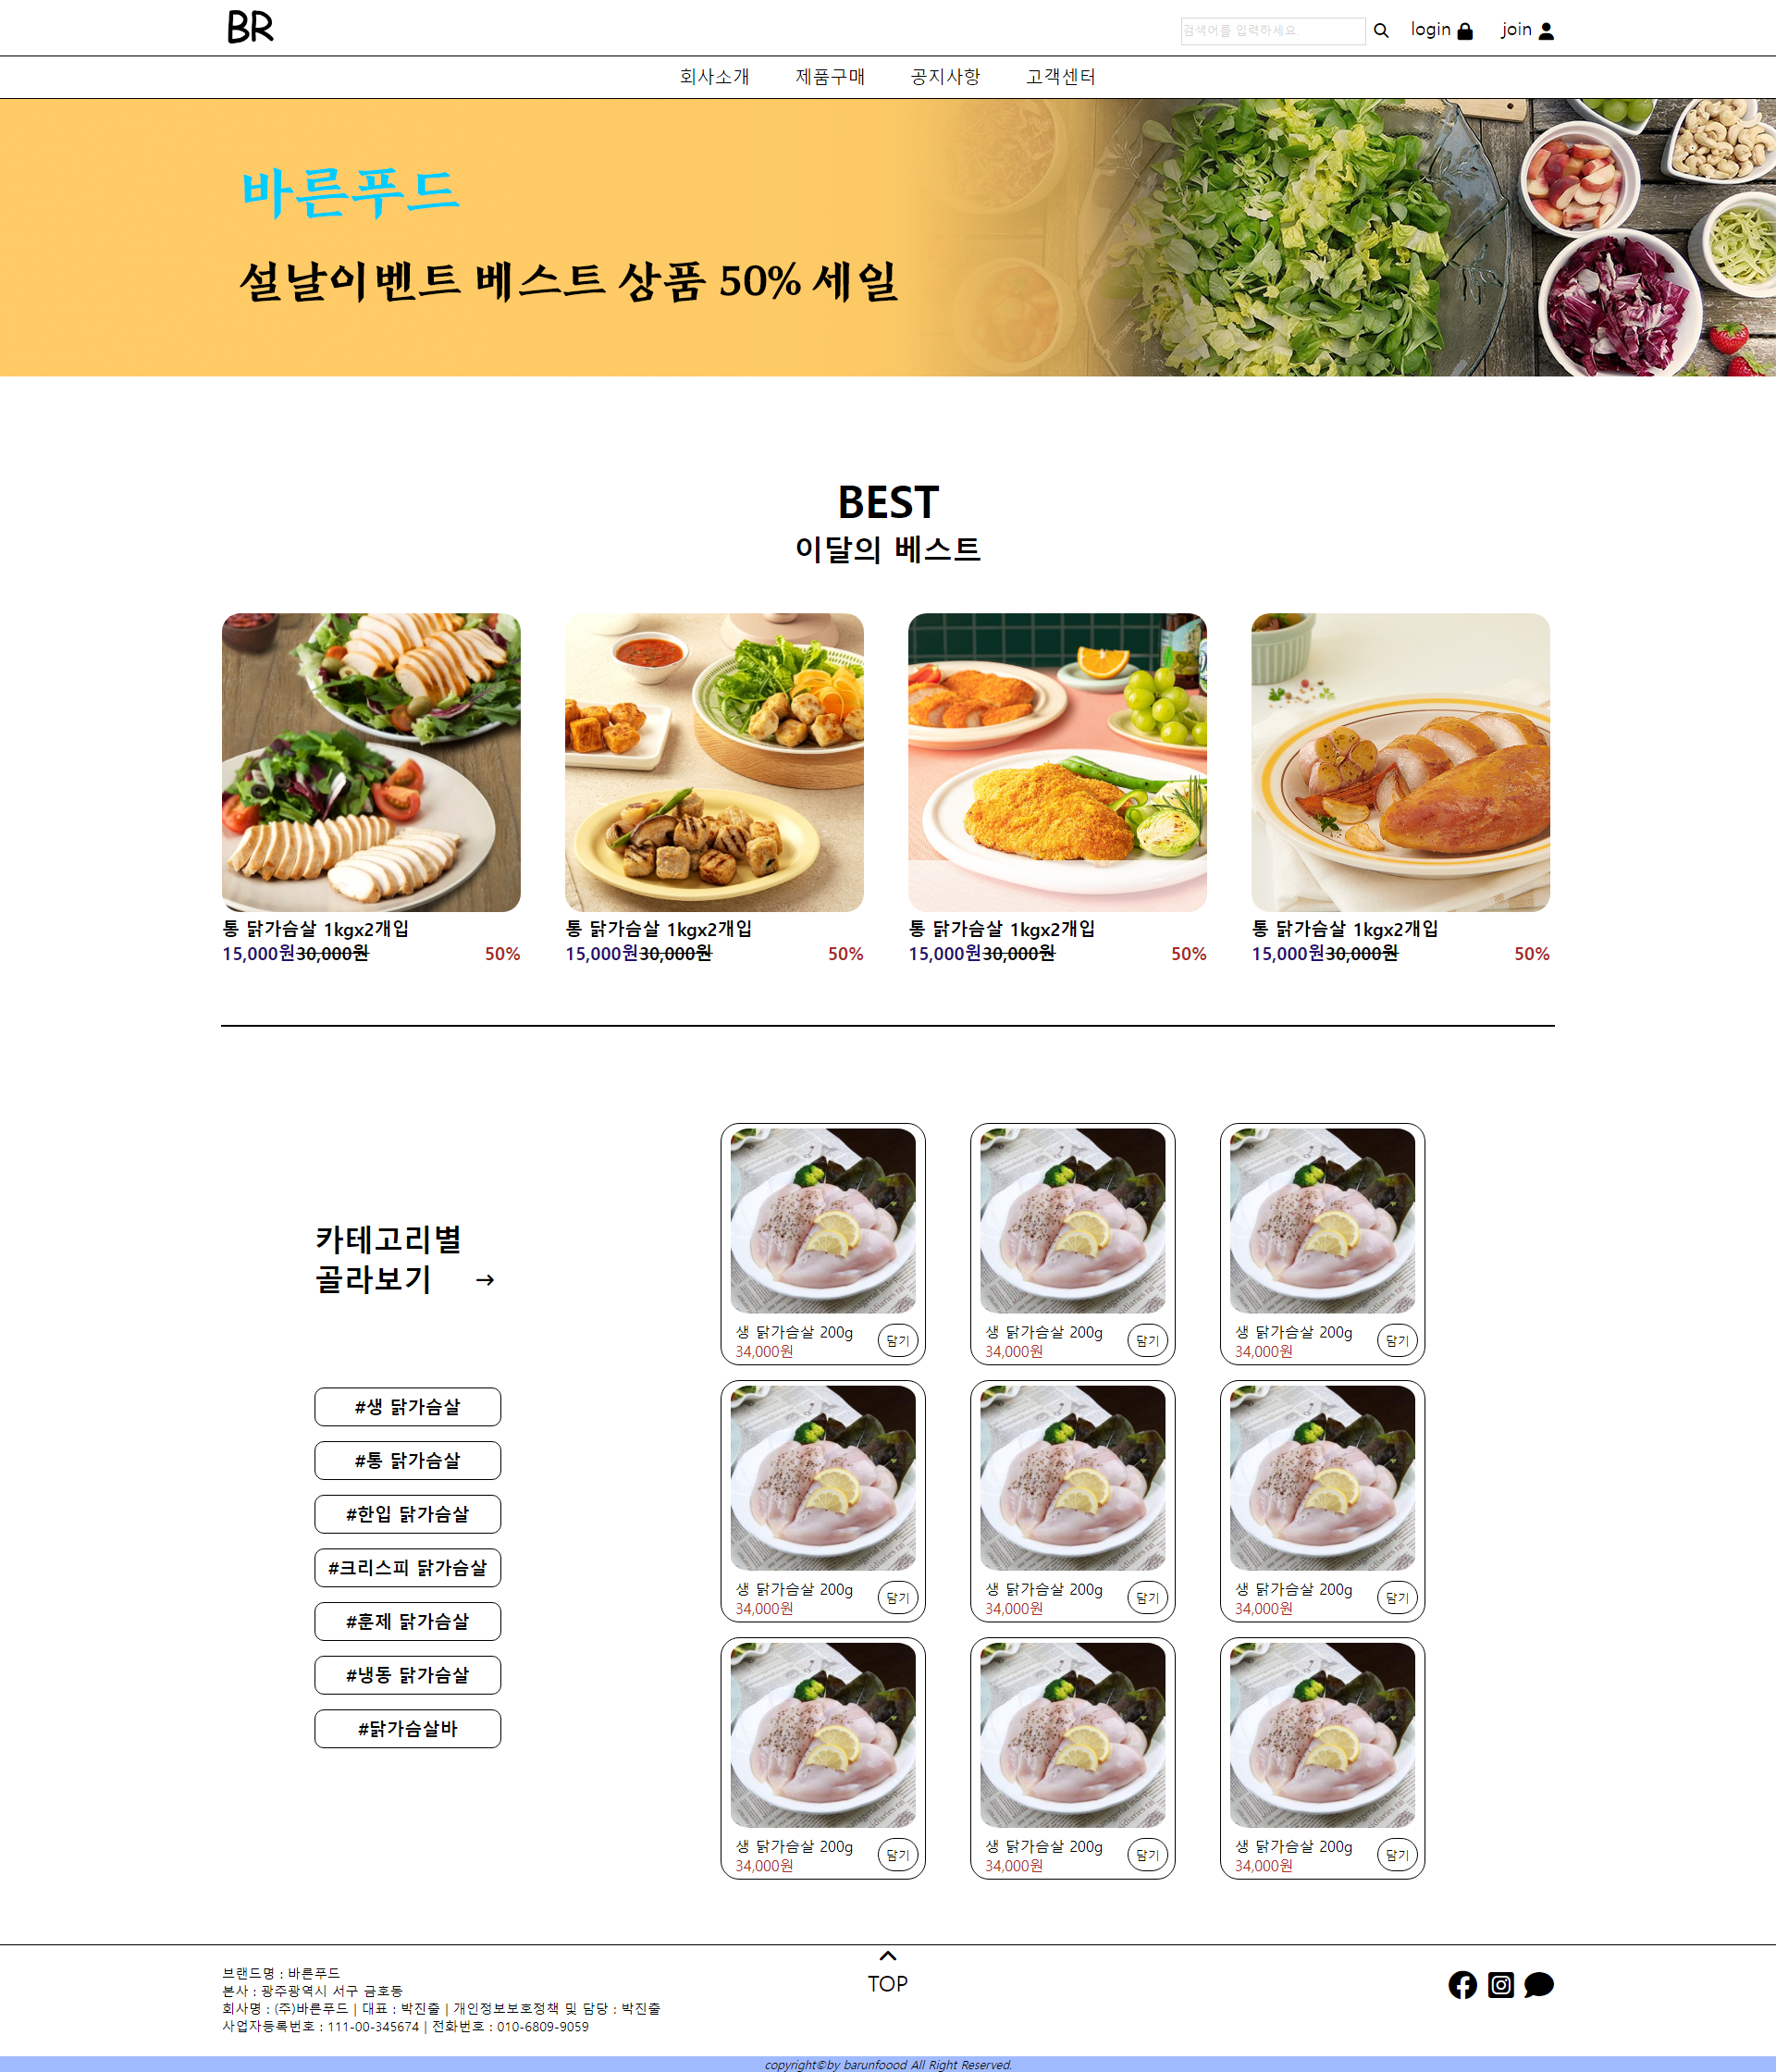 BR
검색어를 입력하세요.
login
join
회사소개 제품구매 공지사항 고객센터
바른푸드
설날이벤트 베스트 상품 50% 세일
BEST
이달의 베스트
통 닭가슴살 1kgx2개입
15,000원30,000원 50%
통 닭가슴살 1kgx2개입
15,000원30,000원 50%
통 닭가슴살 1kgx2개입
15,000원30,000원 50%
통 닭가슴살 1kgx2개입
15,000원30,000원 50%
카테고리별
골라보기 →
#생 닭가슴살
#통 닭가슴살
#한입 닭가슴살
#크리스피 닭가슴살
#훈제 닭가슴살
#냉동 닭가슴살
#닭가슴살바
생 닭가슴살 200g
34,000원
담기
생 닭가슴살 200g
34,000원
담기
생 닭가슴살 200g
34,000원
담기
생 닭가슴살 200g
34,000원
담기
생 닭가슴살 200g
34,000원
담기
생 닭가슴살 200g
34,000원
담기
생 닭가슴살 200g
34,000원
담기
생 닭가슴살 200g
34,000원
담기
생 닭가슴살 200g
34,000원
담기
TOP
브랜드명 : 바른푸드
본사 : 광주광역시 서구 금호동
회사명 : (주)바른푸드 | 대표 : 박진출 | 개인정보보호정책 및 담당 : 박진출
사업자등록번호 : 111-00-345674 | 전화번호 : 010-6809-9059
copyright©by barunfoood All Right Reserved.